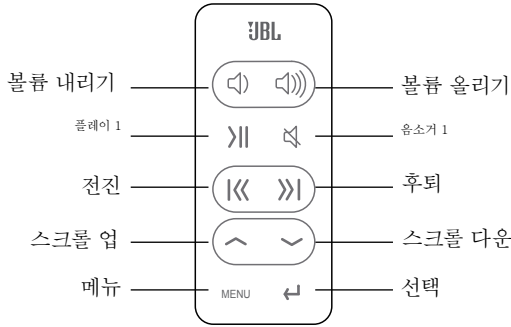 JBL
볼륨 내리기
볼륨 올리기
플레이 1
음소거 1
전진
후퇴
스크롤 업
스크롤 다운
메뉴
MENU
선택